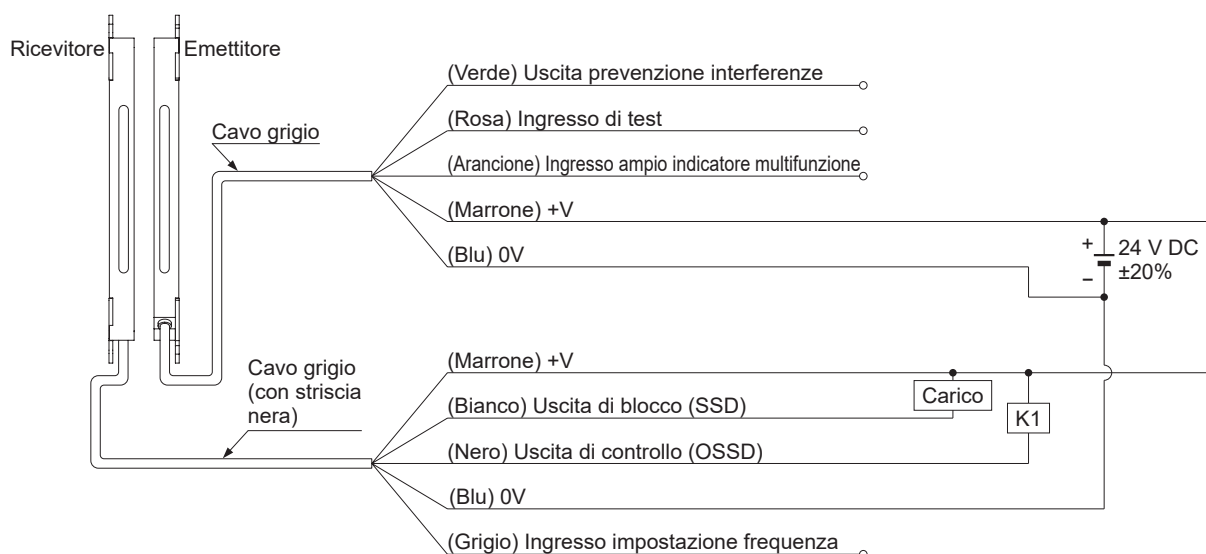 Ricevitore
Emettitore
Cavo grigio
(Verde) Uscita prevenzione interferenze
(Rosa) Ingresso di test
(Arancione) Ingresso ampio indicatore multifunzione
(Marrone) +V
(Blu) 0V
+
−
24 V DC
±20%
Cavo grigio
(con striscia
nera)
(Marrone) +V
(Bianco) Uscita di blocco (SSD)
(Nero) Uscita di controllo (OSSD)
(Blu) 0V
(Grigio) Ingresso impostazione frequenza
Carico
K1